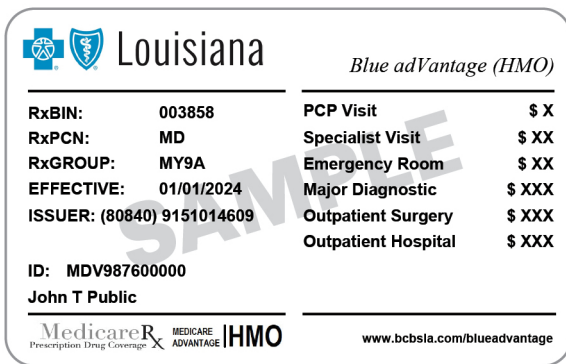 Louisiana
Blue adVantage (HMO)
RxBIN: 003858
RxPCN: MD
RxGROUP: MY9A
EFFECTIVE: 01/01/2024
ISSUER: (80840) 9151014609
ID: MDV987600000
John T Public
PCP Visit $ X
Specialist Visit $ XX
Emergency Room $ XX
Major Diagnostic $ XXX
Outpatient Surgery $ XXX
Outpatient Hospital $ XXX
SAMPLE
MedicareRx
Prescription Drug Coverage
MEDICARE
ADVANTAGE HMO
www.bcbsla.com/blueadvantage